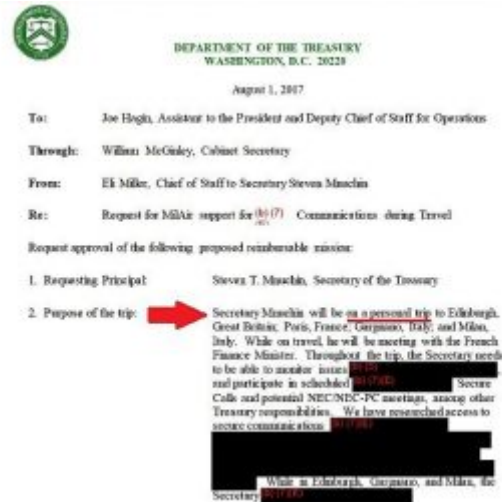 DEPARTMENT OF THE TREASURY
WASHINGTON, D.C. 20220
August 1, 2017
To: Joe Hagin, Assistant to the President and Deputy Chief of Staff for Operations
Through: William McGinley, Cabinet Secretary
From: Eli Miller, Chief of Staff to Secretary Steven Mnuchin
Re: Request for MilAir support for (b) (7) Communications during Travel
Request approval of the following proposed reimbursable mission:
1. Requesting Principal: Steven T. Mnuchin, Secretary of the Treasury
2. Purpose of the trip: Secretary Mnuchin will be on a personal trip to Edinburgh,
Great Britain; Paris, France; Gargnano, Italy; and Milan,
Italy. While on travel, he will be meeting with the French
Finance Minister. Throughout the trip, the Secretary need
to be able to monitor issues (b) (5)
and participate in scheduled (b) (7)(E) Secure
Calls and potential NEC/NEC-PC meetings, among other
Treasury responsibilities. We have researched access to
secure communications (b) (7)(E)
While in Edinburgh, Gargnano, and Milan, the
Secretary (b) (7)(E)